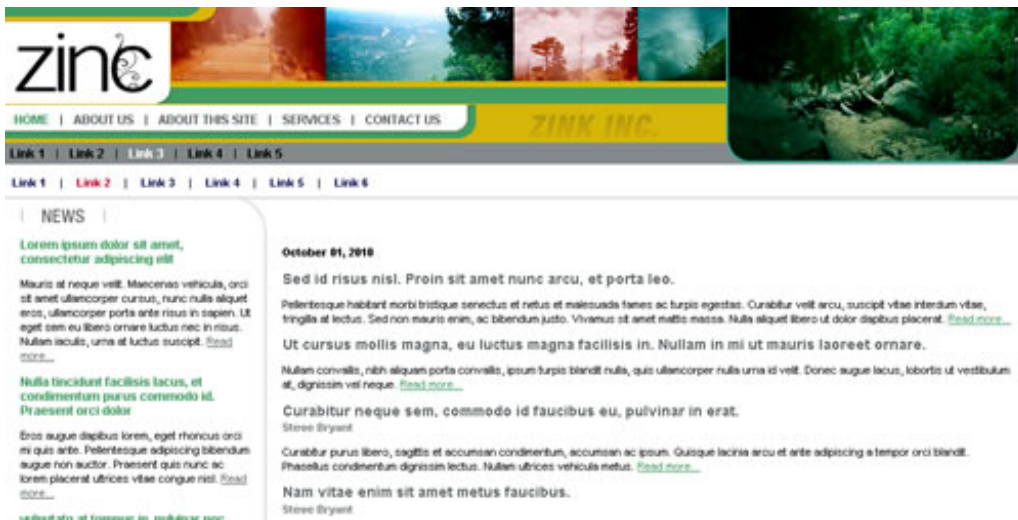 zinc
HOME | ABOUT US | ABOUT THIS SITE | SERVICES | CONTACT US
ZINK INC.
Link 1 | Link 2 | Link 3 | Link 4 | Link 5
Link 1 | Link 2 | Link 3 | Link 4 | Link 5 | Link 6
NEWS
Lorem ipsum dolor sit amet,
consectetur adipiscing elit
Mauris at neque velit. Maecenas vehicula, orci
sit amet ullamcorper cursus, nunc nulla aliquet
eros, ullamcorper porta ante risus in sapien. Ut
eget sem eu libero ornare luctus nec in risus.
Nullam iaculis, urna at luctus suscipit. Read
more...
Nulla tincidunt facilisis lacus, et
condimentum purus commodo id.
Praesent orci dolor
Eros augue dapibus lorem, eget rhoncus orci
mi quis ante. Pellentesque adipiscing bibendum
augue non auctor. Praesent quis nunc ac
lorem placerat ultrices vitae congue nisl. Read
more...
vulputate at tempus in, pulvinar nec
October 01, 2010
Sed id risus nisl. Proin sit amet nunc arcu, et porta leo.
Pellentesque habitant morbi tristique senectus et netus et malesuada fames ac turpis egestas. Curabitur velit arcu, suscipit vitae interdum vitae,
fringilla at lectus. Sed non mauris enim, ac bibendum justo. Vivamus sit amet mattis massa. Nulla aliquet libero ut dolor dapibus placerat. Read more...
Ut cursus mollis magna, eu luctus magna facilisis in. Nullam in mi ut mauris laoreet ornare.
Nullam convallis, nibh aliquam porta convallis, ipsum turpis blandit nulla, quis ullamcorper nulla urna id velit. Donec augue lacus, lobortis ut vestibulum
at, dignissim vel neque. Read more...
Curabitur neque sem, commodo id faucibus eu, pulvinar in erat.
Steve Bryant
Curabitur purus libero, sagittis et accumsan condimentum, accumsan ac ipsum. Quisque lacinia arcu et ante adipiscing a tempor orci blandit.
Phasellus condimentum dignissim lectus. Nullam ultrices vehicula metus. Read more...
Nam vitae enim sit amet metus faucibus.
Steve Bryant